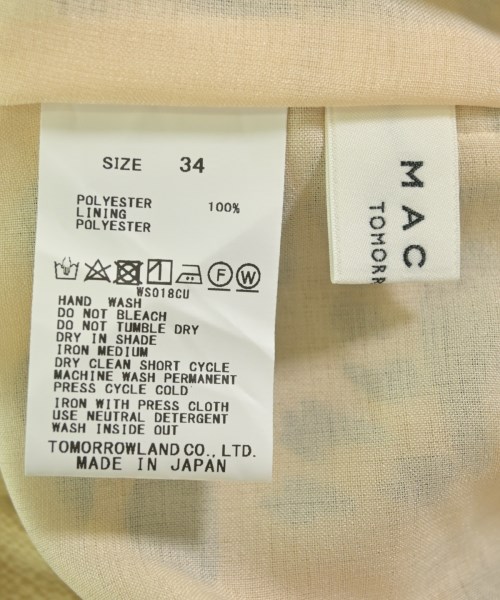 SIZE 34
POLYESTER 100%
LINING
POLYESTER
F W
WS018CU
HAND WASH
DO NOT BLEACH
DO NOT TUMBLE DRY
DRY IN SHADE
IRON MEDIUM
DRY CLEAN SHORT CYCLE
MACHINE WASH PERMANENT
PRESS CYCLE COLD
IRON WITH PRESS CLOTH
USE NEUTRAL DETERGENT
WASH INSIDE OUT
TOMORROWLAND CO., LTD.
MADE IN JAPAN
MAC
TOMORR